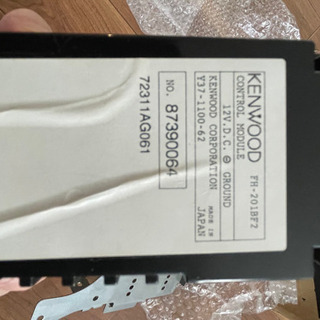 KENWOOD FH-201BF2
CONTROL MODULE
12V.D.C. ⊖ GROUND
KENWOOD CORPORATION MADE IN JAPAN
Y37-1100-62
NO. 87390064
72311AG061